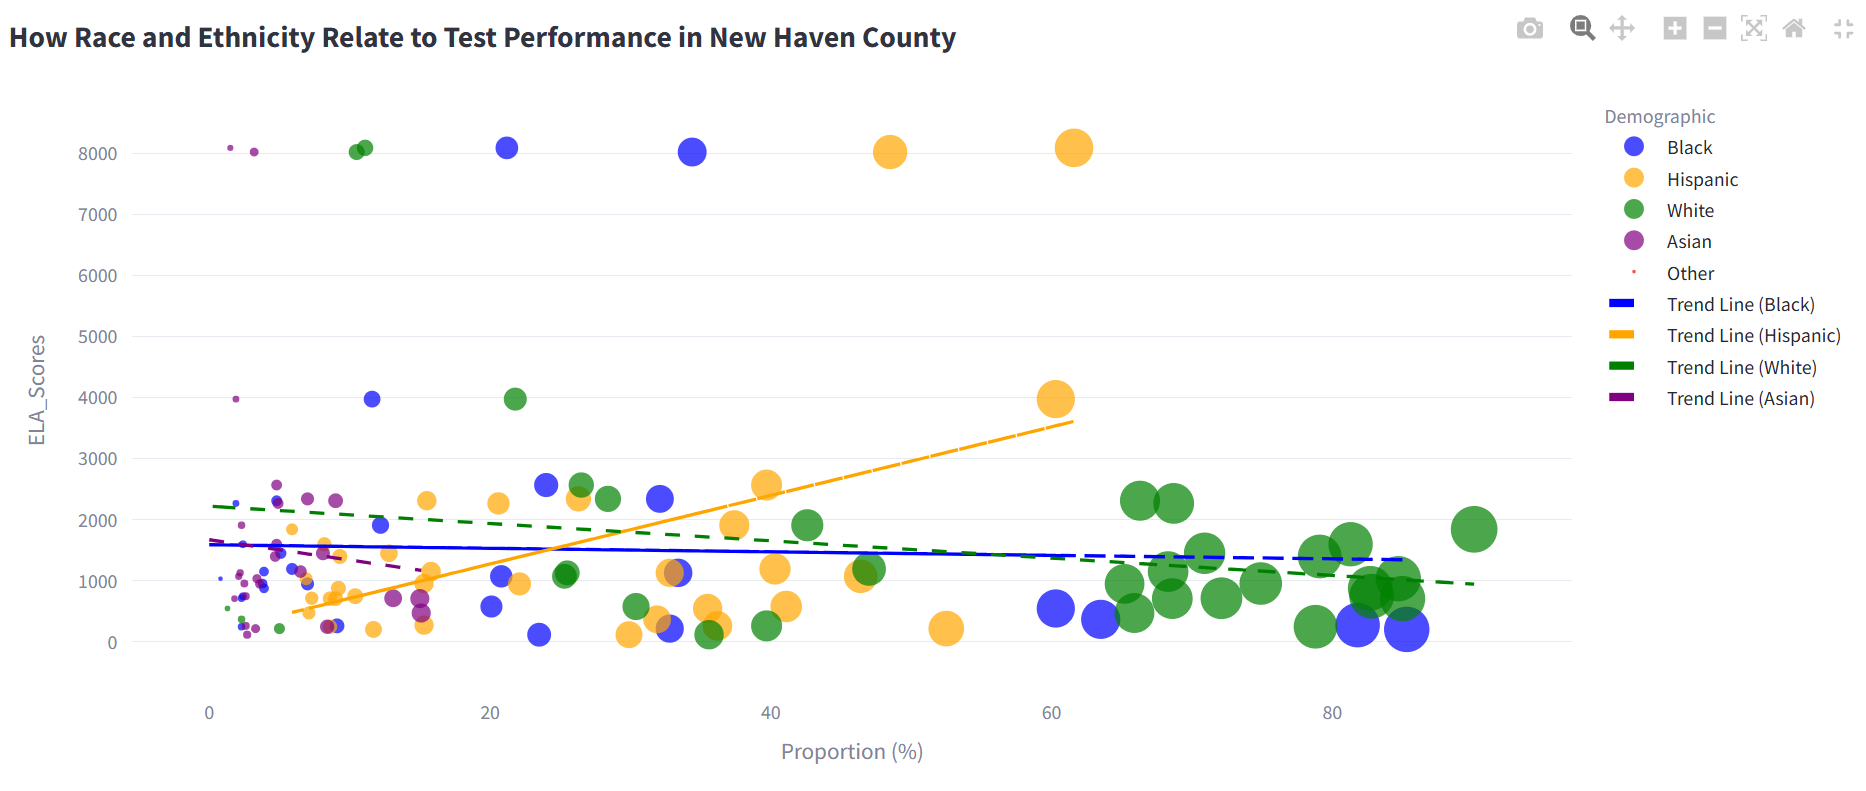 How Race and Ethnicity Relate to Test Performance in New Haven County
Demographic
Black
Hispanic
White
Asian
Other
Trend Line (Black)
Trend Line (Hispanic)
Trend Line (White)
Trend Line (Asian)
ELA_Scores
8000
7000
6000
5000
4000
3000
2000
1000
0
0 20 40 60 80
Proportion (%)